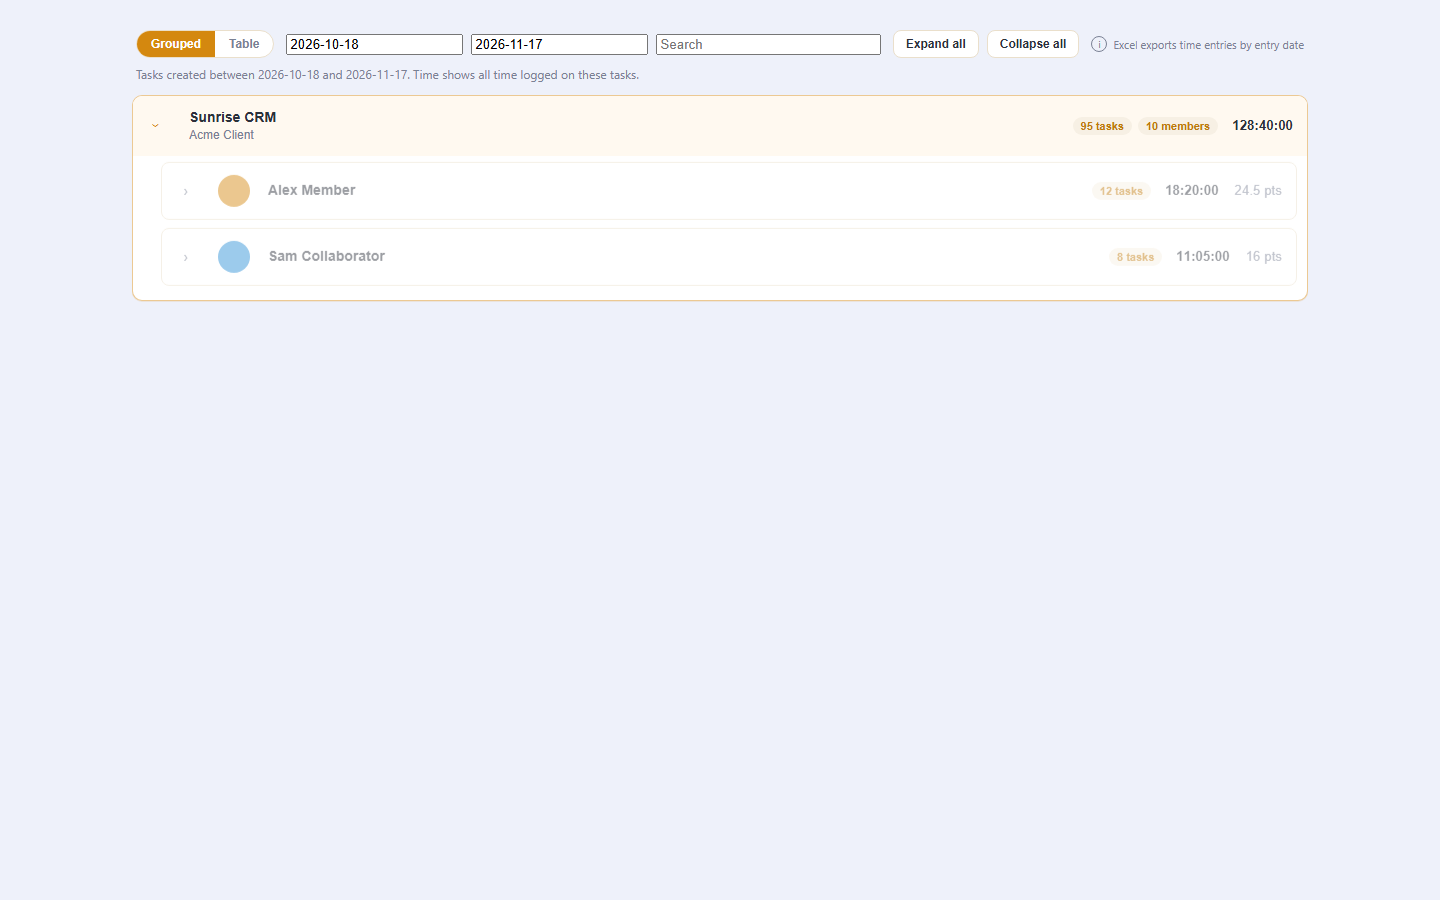 Grouped Table 2026-10-18 2026-11-17 Search Expand all Collapse all i Excel exports time entries by entry date
Tasks created between 2026-10-18 and 2026-11-17. Time shows all time logged on these tasks.
Sunrise CRM
Acme Client
95 tasks 10 members 128:40:00
Alex Member 12 tasks 18:20:00 24.5 pts
Sam Collaborator 8 tasks 11:05:00 16 pts